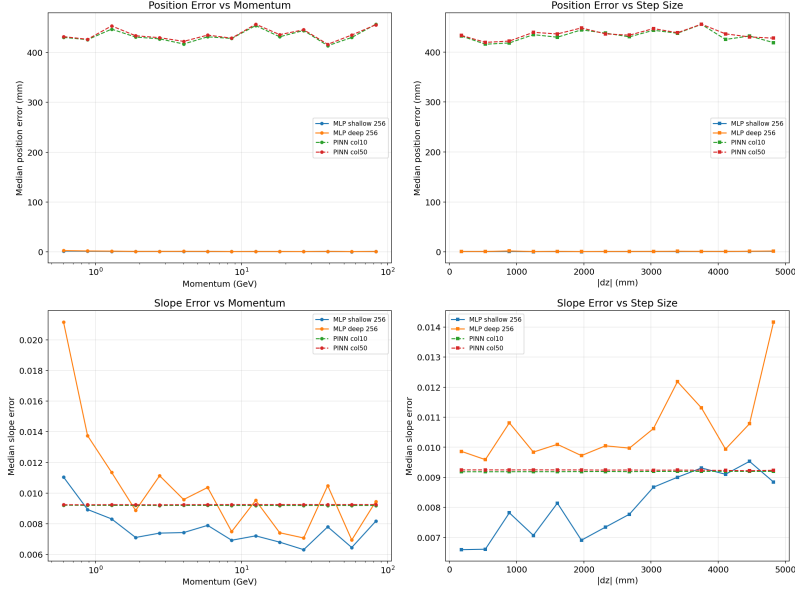 Position Error vs Momentum
Median position error (mm)
400
300
200
100
0
MLP shallow 256
MLP deep 256
PINN col10
PINN col50
10⁰
10¹
10²
Momentum (GeV)
Position Error vs Step Size
Median position error (mm)
400
300
200
100
0
MLP shallow 256
MLP deep 256
PINN col10
PINN col50
0
1000
2000
3000
4000
5000
|dz| (mm)
Slope Error vs Momentum
Median slope error
0.020
0.018
0.016
0.014
0.012
0.010
0.008
0.006
MLP shallow 256
MLP deep 256
PINN col10
PINN col50
10⁰
10¹
10²
Momentum (GeV)
Slope Error vs Step Size
Median slope error
0.014
0.013
0.012
0.011
0.010
0.009
0.008
0.007
MLP shallow 256
MLP deep 256
PINN col10
PINN col50
0
1000
2000
3000
4000
5000
|dz| (mm)